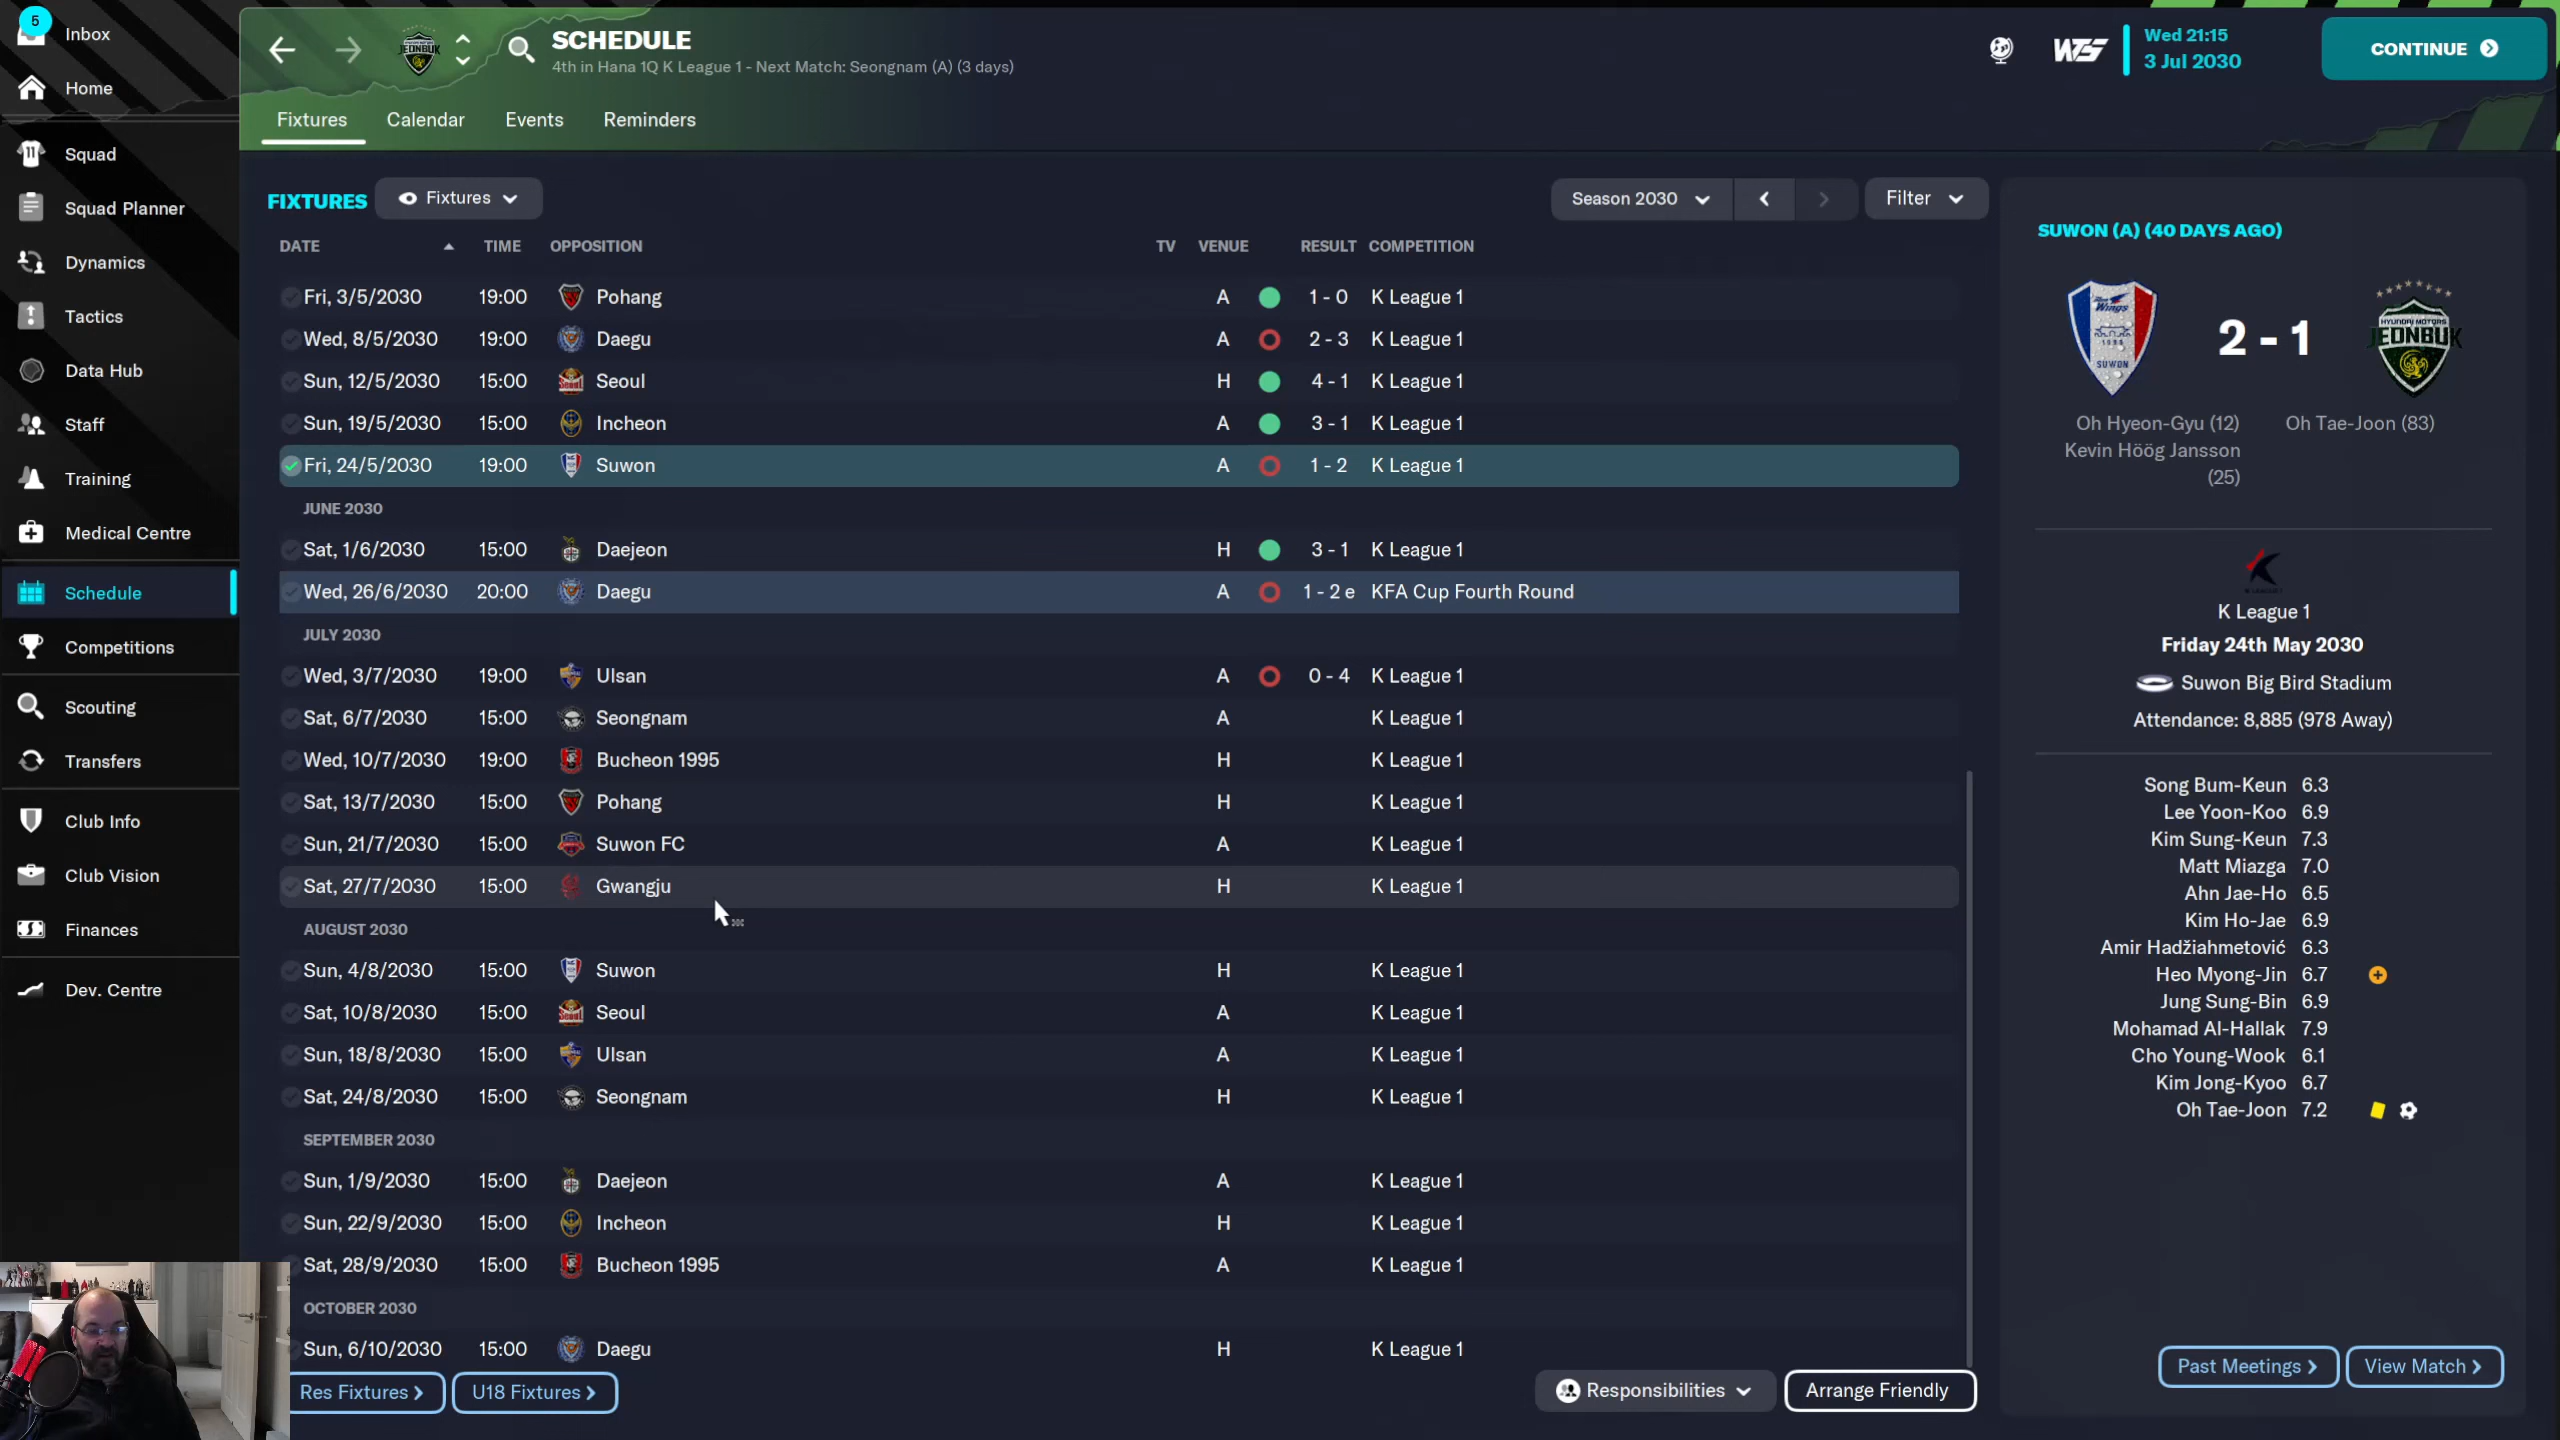 5
Inbox
Home
Squad
Squad Planner
Dynamics
Tactics
Data Hub
Staff
Training
Medical Centre
Schedule
Competitions
Scouting
Transfers
Club Info
Club Vision
Finances
Dev. Centre
SCHEDULE
4th in Hana 1Q K League 1 - Next Match: Seongnam (A) (3 days)
Wed 21:15
3 Jul 2030
CONTINUE
Fixtures Calendar Events Reminders
FIXTURES Fixtures Season 2030 Filter
DATE TIME OPPOSITION TV VENUE RESULT COMPETITION
Fri, 3/5/2030 19:00 Pohang A 1 - 0 K League 1
Wed, 8/5/2030 19:00 Daegu A 2 - 3 K League 1
Sun, 12/5/2030 15:00 Seoul H 4 - 1 K League 1
Sun, 19/5/2030 15:00 Incheon A 3 - 1 K League 1
Fri, 24/5/2030 19:00 Suwon A 1 - 2 K League 1
JUNE 2030
Sat, 1/6/2030 15:00 Daejeon H 3 - 1 K League 1
Wed, 26/6/2030 20:00 Daegu A 1 - 2 e KFA Cup Fourth Round
JULY 2030
Wed, 3/7/2030 19:00 Ulsan A 0 - 4 K League 1
Sat, 6/7/2030 15:00 Seongnam A K League 1
Wed, 10/7/2030 19:00 Bucheon 1995 H K League 1
Sat, 13/7/2030 15:00 Pohang H K League 1
Sun, 21/7/2030 15:00 Suwon FC A K League 1
Sat, 27/7/2030 15:00 Gwangju H K League 1
AUGUST 2030
Sun, 4/8/2030 15:00 Suwon H K League 1
Sat, 10/8/2030 15:00 Seoul A K League 1
Sun, 18/8/2030 15:00 Ulsan A K League 1
Sat, 24/8/2030 15:00 Seongnam H K League 1
SEPTEMBER 2030
Sun, 1/9/2030 15:00 Daejeon A K League 1
Sun, 22/9/2030 15:00 Incheon H K League 1
Sat, 28/9/2030 15:00 Bucheon 1995 A K League 1
OCTOBER 2030
Sun, 6/10/2030 15:00 Daegu H K League 1
Res Fixtures U18 Fixtures Responsibilities Arrange Friendly
SUWON (A) (40 DAYS AGO)
Wings
SUWON
2 - 1
HYUNDAI MOTORS
JEONBUK
Oh Hyeon-Gyu (12) Oh Tae-Joon (83)
Kevin Höög Jansson
(25)
K League 1
Friday 24th May 2030
Suwon Big Bird Stadium
Attendance: 8,885 (978 Away)
Song Bum-Keun 6.3
Lee Yoon-Koo 6.9
Kim Sung-Keun 7.3
Matt Miazga 7.0
Ahn Jae-Ho 6.5
Kim Ho-Jae 6.9
Amir Hadžiahmetović 6.3
Heo Myong-Jin 6.7
Jung Sung-Bin 6.9
Mohamad Al-Hallak 7.9
Cho Young-Wook 6.1
Kim Jong-Kyoo 6.7
Oh Tae-Joon 7.2
Past Meetings View Match